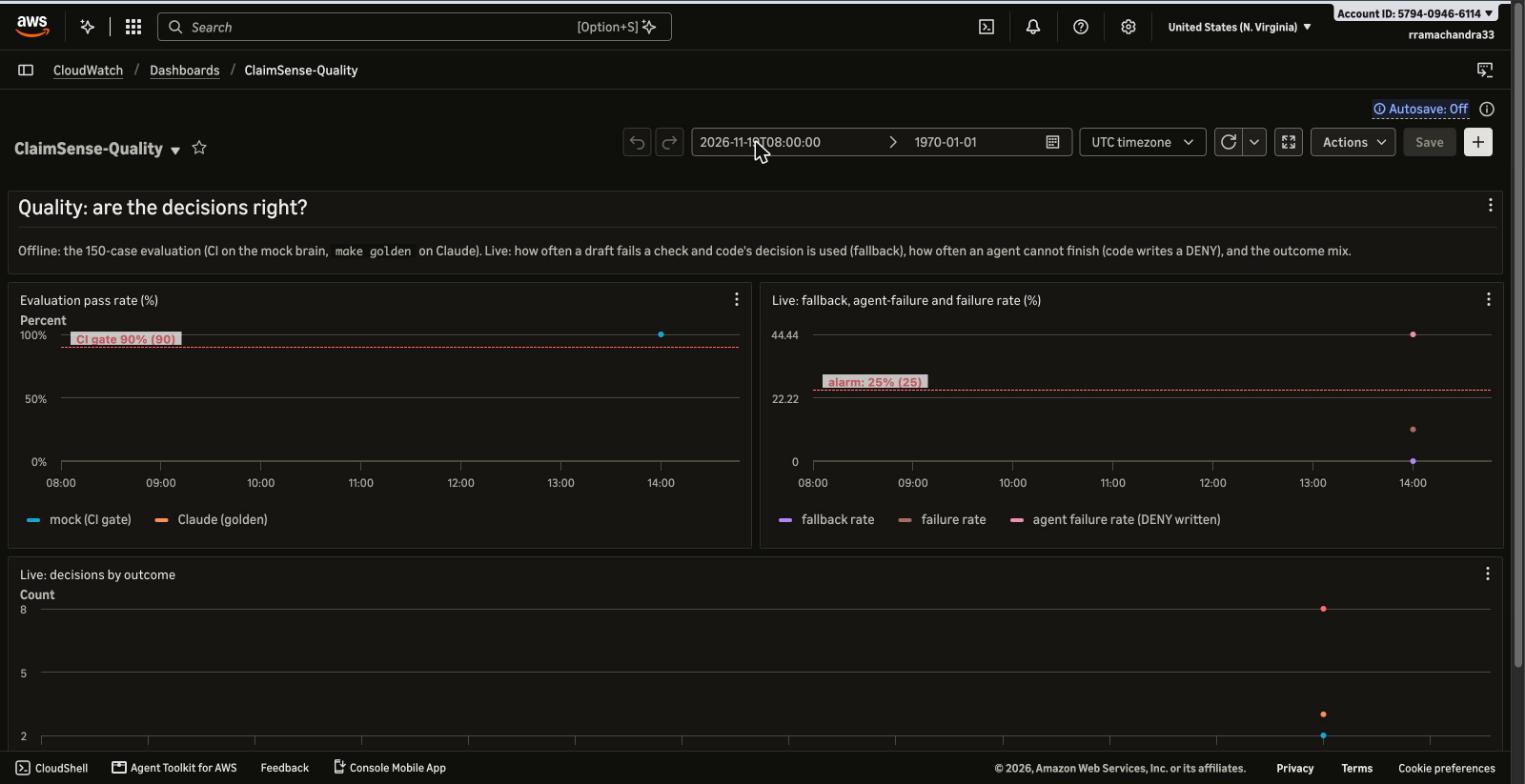 aws
Search
[Option+S]
United States (N. Virginia)
Account ID: 5794-0946-6114
rramachandra33
CloudWatch / Dashboards / ClaimSense-Quality
Autosave: Off
ClaimSense-Quality
1970-01-01
UTC timezone
Actions
Save
Quality: are the decisions right?
Offline: the 150-case evaluation (CI on the mock brain, make golden on Claude). Live: how often a draft fails a check and code's decision is used (fallback), how often an agent cannot finish (code writes a DENY), and the outcome mix.
Evaluation pass rate (%)
Percent
100%
CI gate 90% (90)
50%
0%
08:00 09:00 10:00 11:00 12:00 13:00 14:00
mock (CI gate) Claude (golden)
Live: fallback, agent-failure and failure rate (%)
44.44
alarm: 25% (25)
22.22
0
08:00 09:00 10:00 11:00 12:00 13:00 14:00
fallback rate failure rate agent failure rate (DENY written)
Live: decisions by outcome
Count
8
5
2
CloudShell Agent Toolkit for AWS Feedback Console Mobile App
© 2026, Amazon Web Services, Inc. or its affiliates. Privacy Terms Cookie preferences